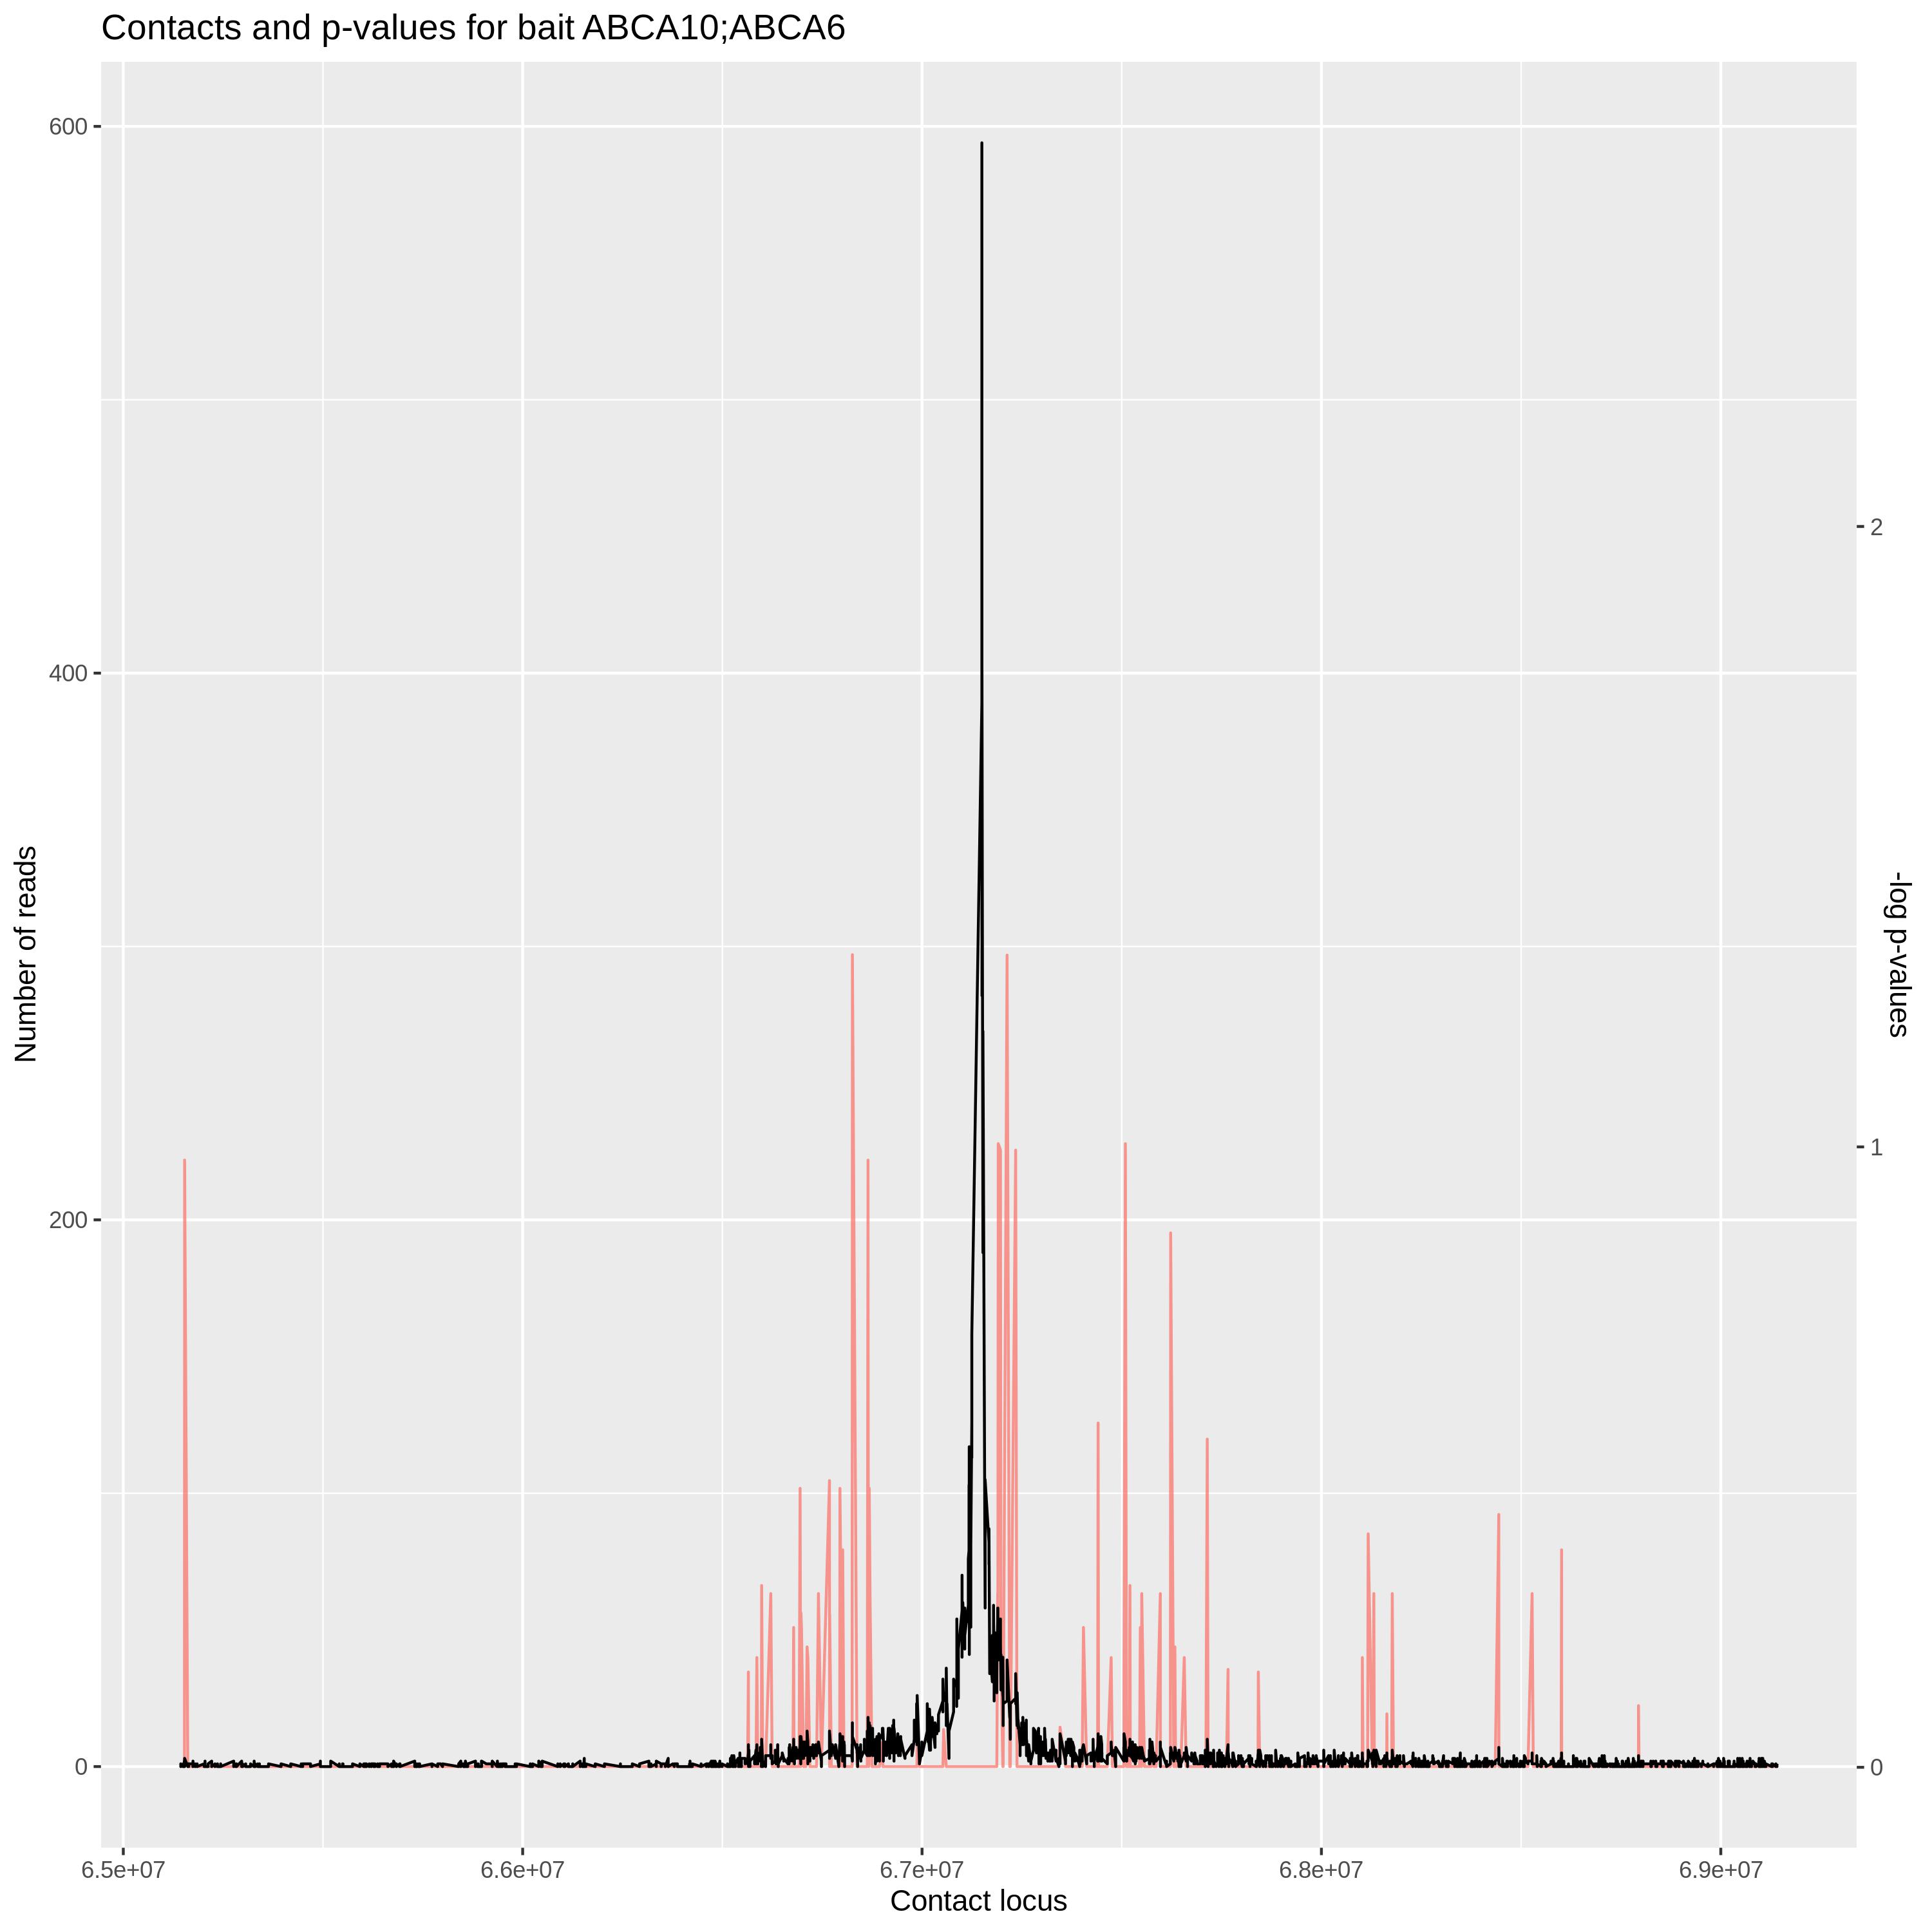 Contacts and p-values for bait ABCA10;ABCA6
600
400
200
0
Number of reads
2
1
0
-log p-values
6.5e+07
6.6e+07
6.7e+07
6.8e+07
6.9e+07
Contact locus